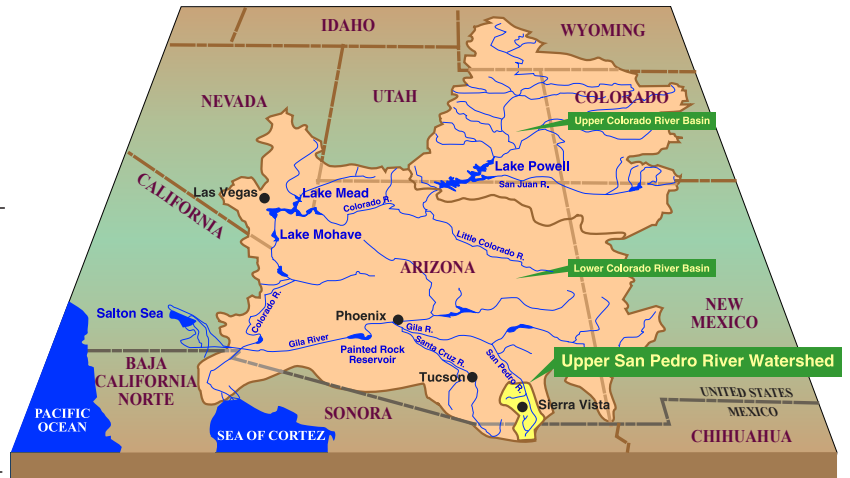 IDAHO
WYOMING
NEVADA
UTAH
COLORADO
Upper Colorado River Basin
Lake Powell
San Juan R.
CALIFORNIA
Las Vegas
Lake Mead
Colorado R.
Lake Mohave
Little Colorado R.
ARIZONA
Lower Colorado River Basin
Salton Sea
Colorado R.
Phoenix
Gila R.
NEW
MEXICO
Gila River
Painted Rock
Reservoir
Santa Cruz R.
San Pedro R.
Upper San Pedro River Watershed
BAJA
CALIFORNIA
NORTE
Tucson
Sierra Vista
UNITED STATES
MEXICO
SONORA
PACIFIC
OCEAN
SEA OF CORTEZ
CHIHUAHUA